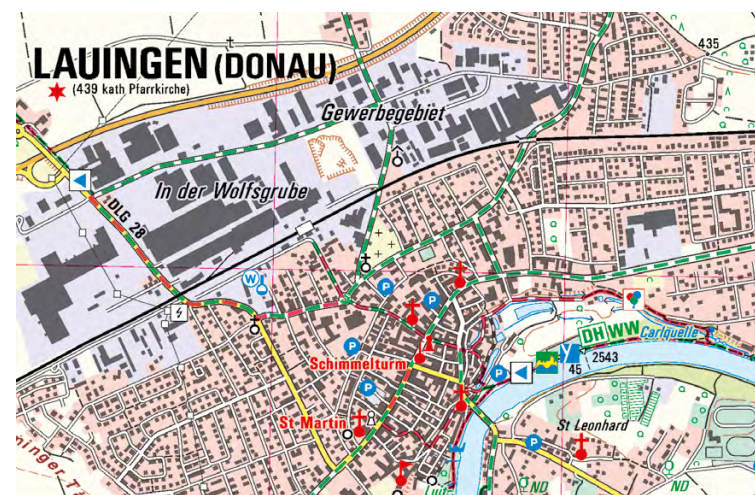 LAUINGEN (DONAU)
(439 kath Pfarrkirche)
435
Gewerbegebiet
In der Wolfsgrube
DLG 28
W
P
P
P
P
P
P
Schimmelturm
St Martin
DH WW
Carlquelle
2543
45
St Leonhard
ND
ND